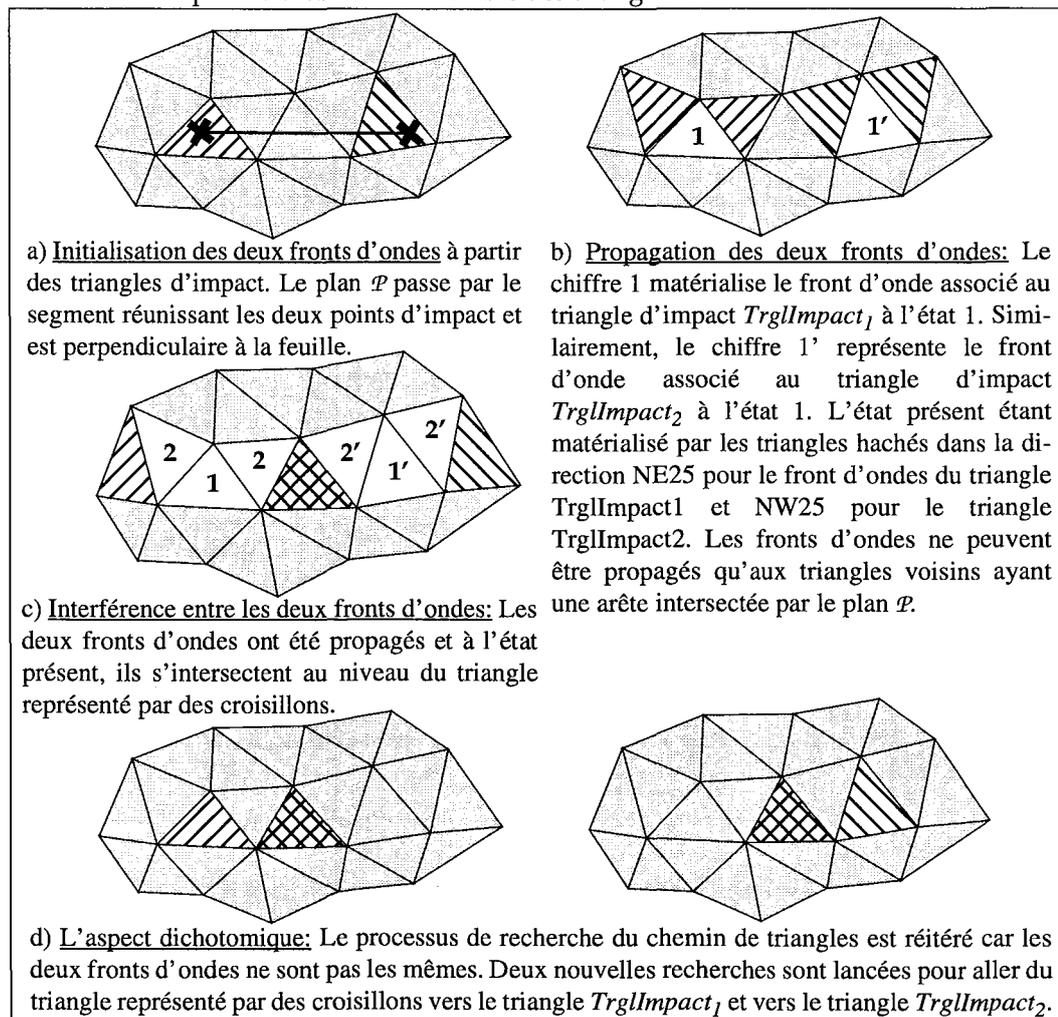 a) Initialisation des deux fronts d'ondes à partir
des triangles d'impact. Le plan 𝒫 passe par le
segment réunissant les deux points d'impact et
est perpendiculaire à la feuille.
1
1'
b) Propagation des deux fronts d'ondes: Le
chiffre 1 matérialise le front d'onde associé au
triangle d'impact TrglImpact1 à l'état 1. Simi-
lairement, le chiffre 1' représente le front
d'onde associé au triangle d'impact
TrglImpact2 à l'état 1. L'état présent étant
matérialisé par les triangles hachés dans la di-
rection NE25 pour le front d'ondes du triangle
TrglImpact1 et NW25 pour le triangle
TrglImpact2. Les fronts d'ondes ne peuvent
être propagés qu'aux triangles voisins ayant
une arête intersectée par le plan 𝒫.
2
1
2
2'
1'
2'
c) Interférence entre les deux fronts d'ondes: Les
deux fronts d'ondes ont été propagés et à l'état
présent, ils s'intersectent au niveau du triangle
représenté par des croisillons.
d) L'aspect dichotomique: Le processus de recherche du chemin de triangles est réitéré car les
deux fronts d'ondes ne sont pas les mêmes. Deux nouvelles recherches sont lancées pour aller du
triangle représenté par des croisillons vers le triangle TrglImpact1 et vers le triangle TrglImpact2.